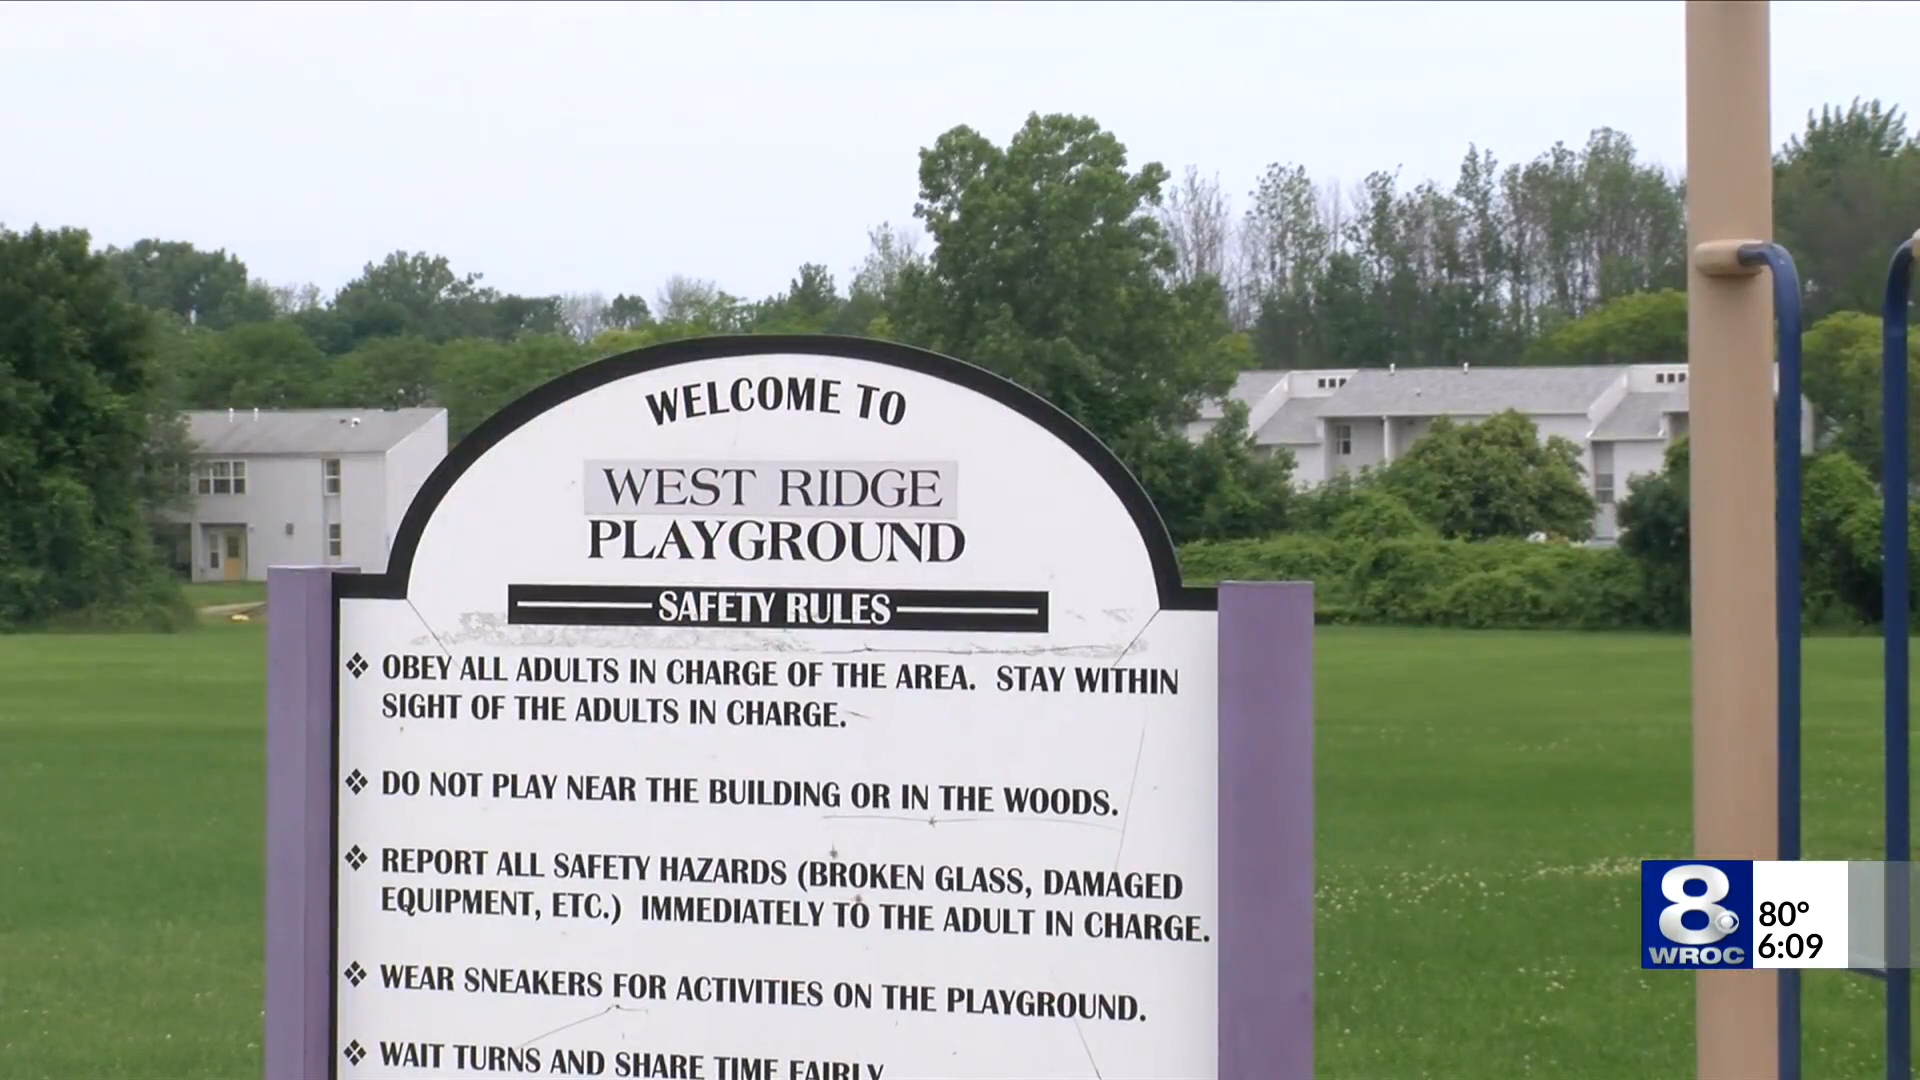 WELCOME TO
WEST RIDGE
PLAYGROUND
SAFETY RULES
❖ OBEY ALL ADULTS IN CHARGE OF THE AREA. STAY WITHIN
SIGHT OF THE ADULTS IN CHARGE.
❖ DO NOT PLAY NEAR THE BUILDING OR IN THE WOODS.
❖ REPORT ALL SAFETY HAZARDS (BROKEN GLASS, DAMAGED
EQUIPMENT, ETC.) IMMEDIATELY TO THE ADULT IN CHARGE.
❖ WEAR SNEAKERS FOR ACTIVITIES ON THE PLAYGROUND.
❖ WAIT TURNS AND SHARE TIME FAIRLY
8
WROC
80°
6:09